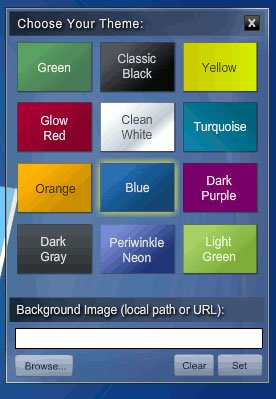 Choose Your Theme: X
Green
Classic
Black
Yellow
Glow
Red
Clean
White
Turquoise
Orange
Blue
Dark
Purple
Dark
Gray
Periwinkle
Neon
Light
Green
Background Image (local path or URL):
Browse... Clear Set